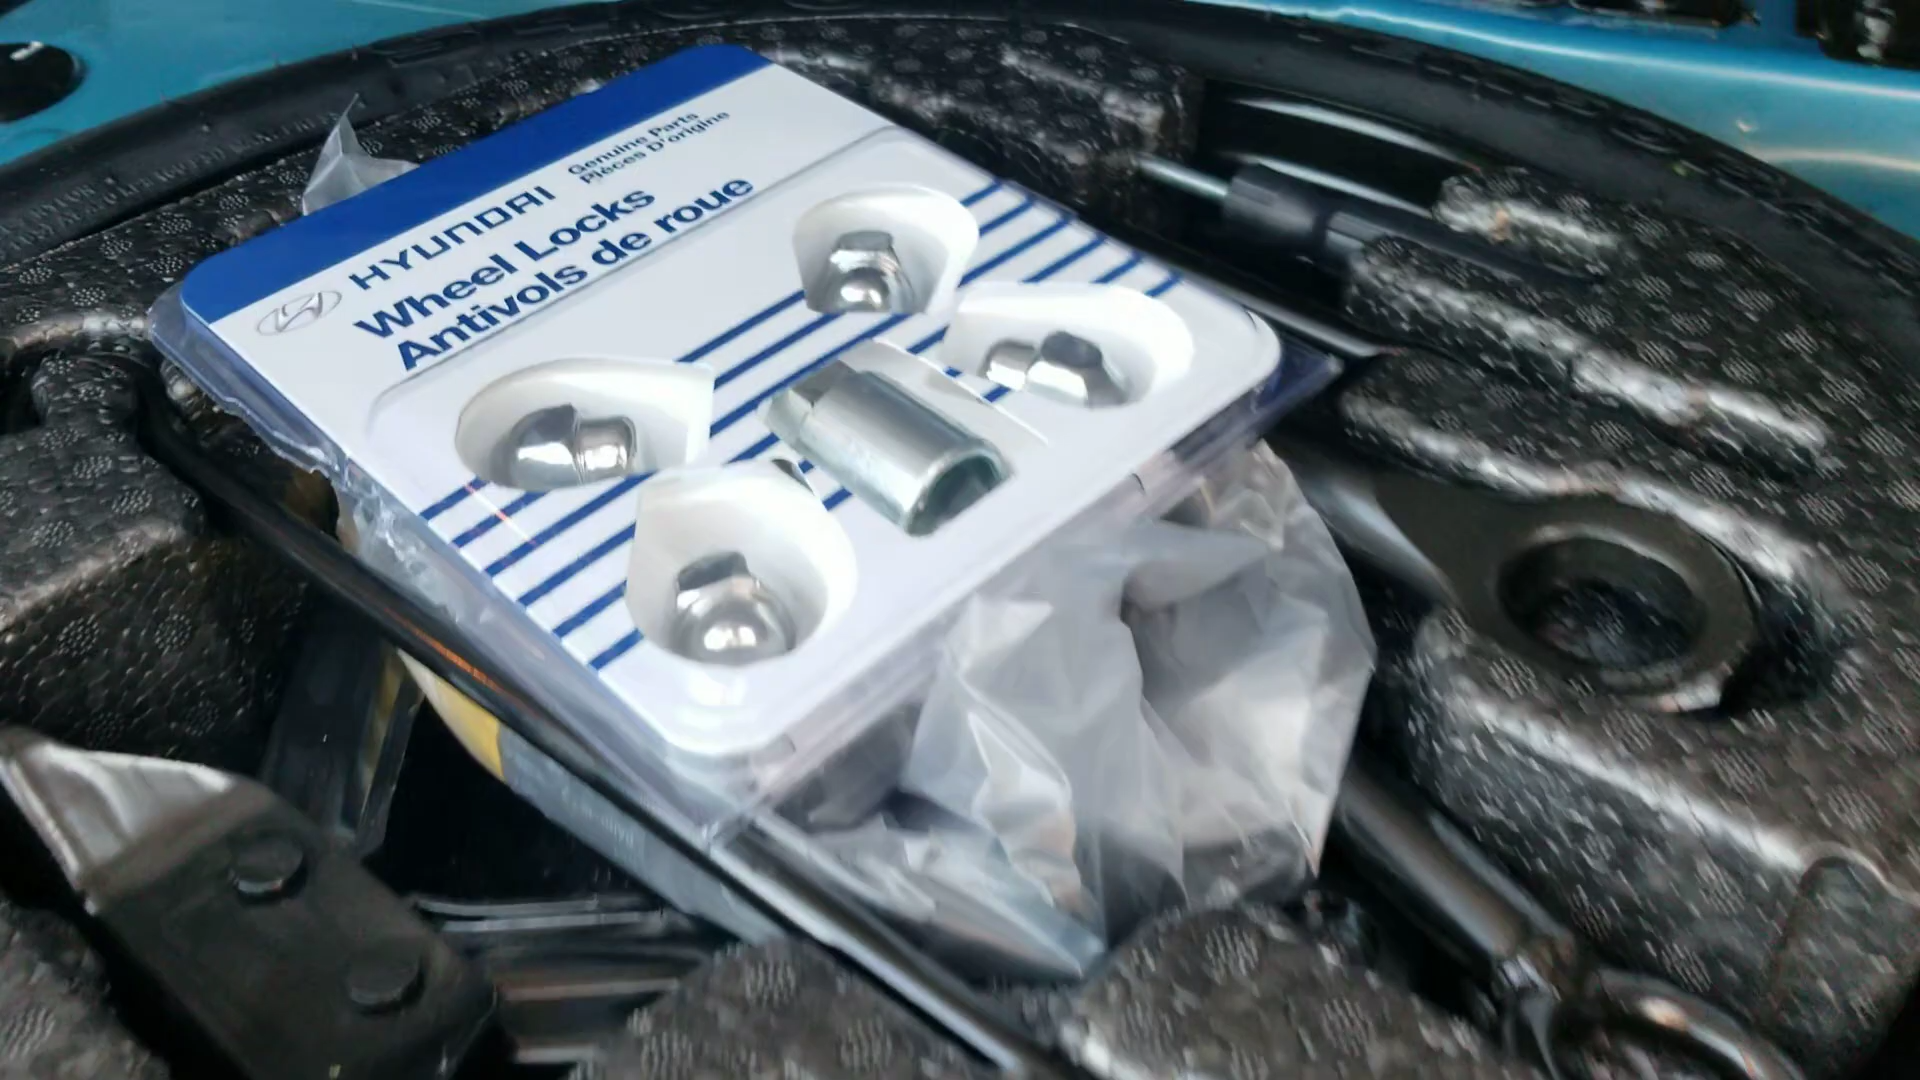 HYUNDAI
Genuine Parts
Pièces D'origine
Wheel Locks
Antivols de roue